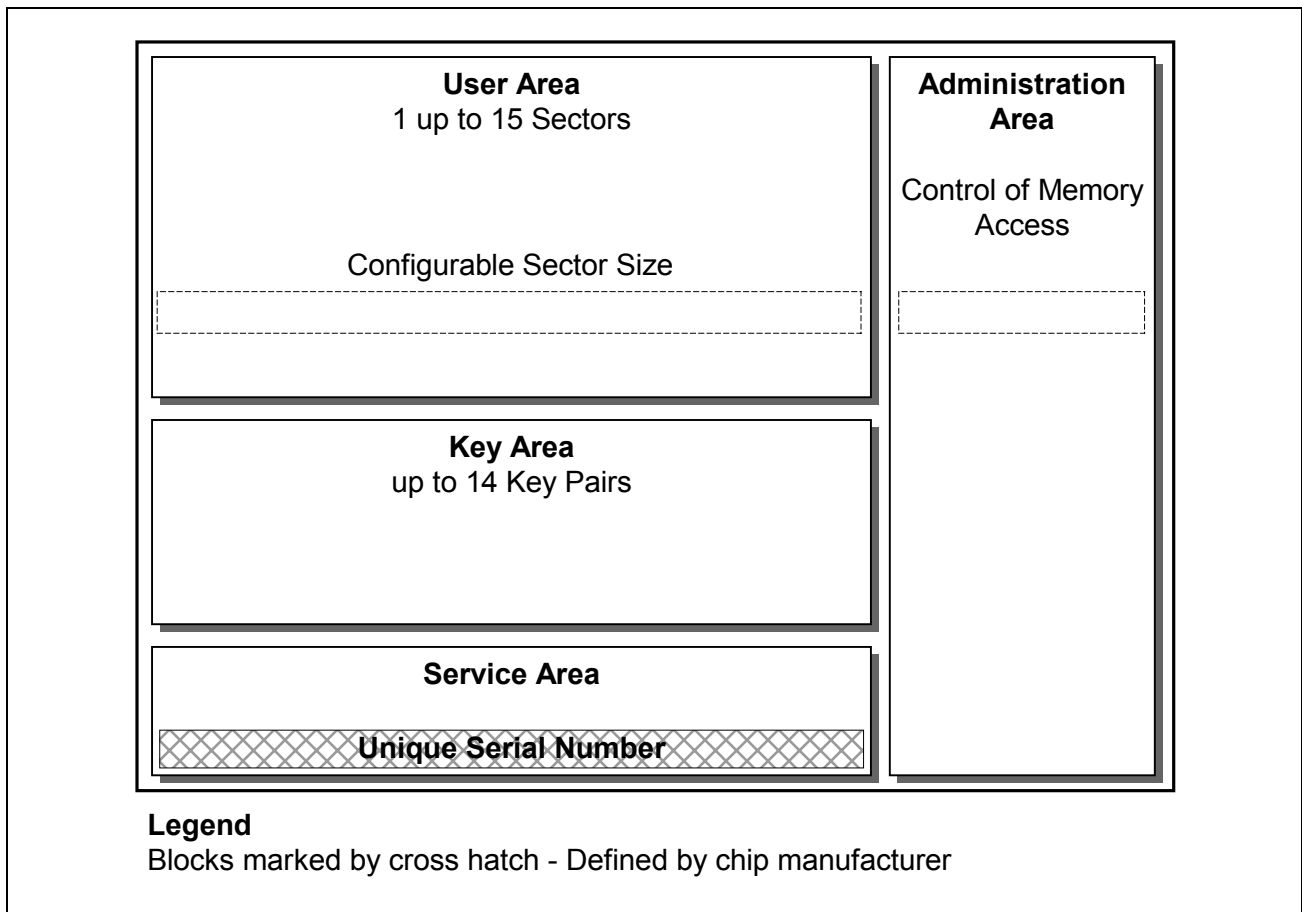 User Area
1 up to 15 Sectors
Configurable Sector Size
Administration
Area
Control of Memory
Access
Key Area
up to 14 Key Pairs
Service Area
Unique Serial Number
Legend
Blocks marked by cross hatch - Defined by chip manufacturer